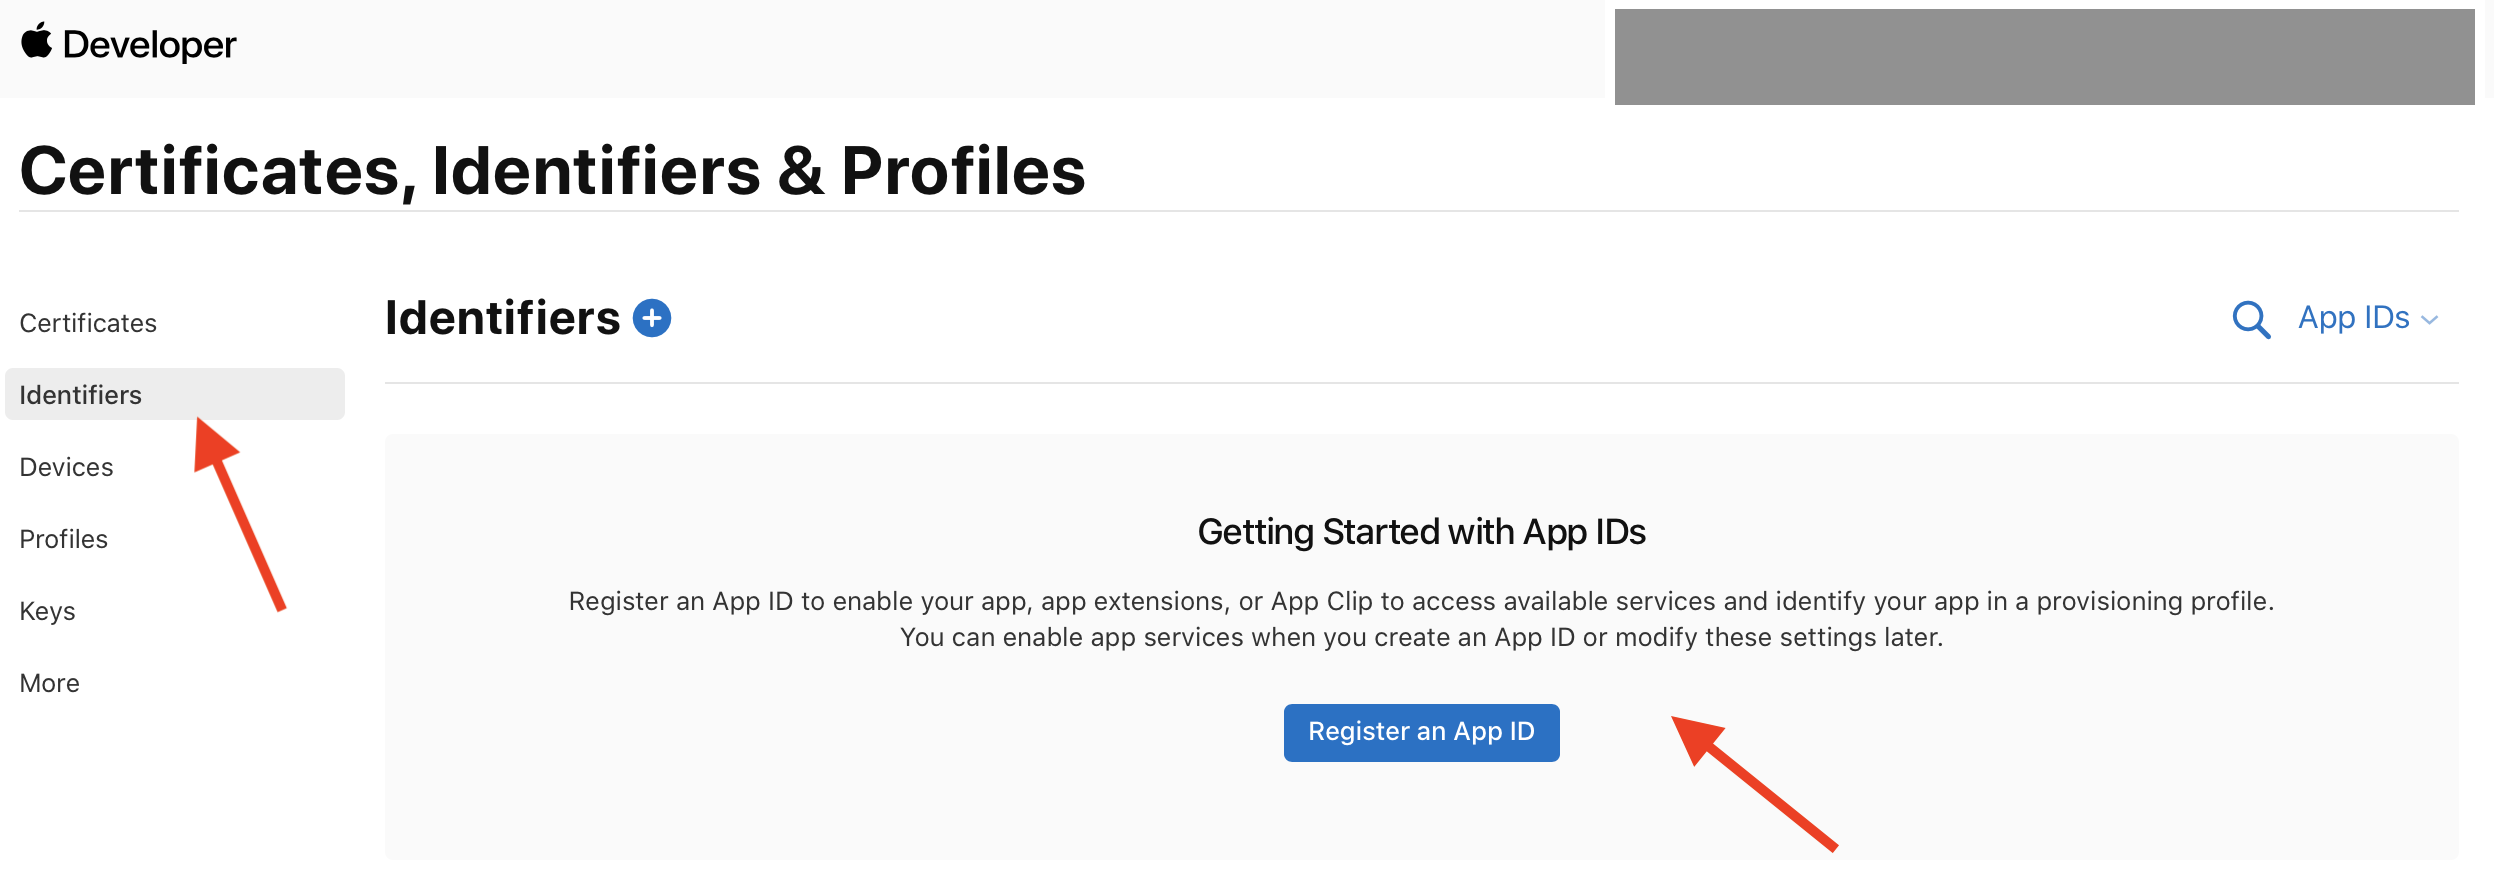 Developer
Certificates, Identifiers & Profiles
Certificates
Identifiers
Devices
Profiles
Keys
More
Identifiers
App IDs
Getting Started with App IDs
Register an App ID to enable your app, app extensions, or App Clip to access available services and identify your app in a provisioning profile.
You can enable app services when you create an App ID or modify these settings later.
Register an App ID